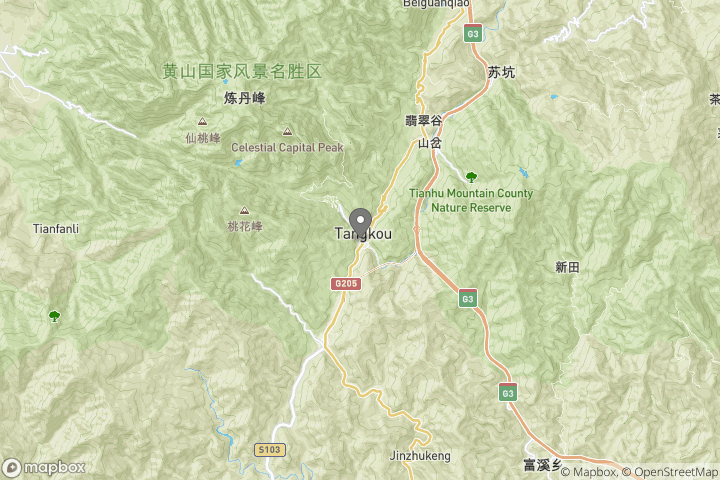 Beiguanqiao
G3
黄山国家风景名胜区
苏坑
炼丹峰
翡翠谷
仙桃峰
Celestial Capital Peak
山岔
Tianhu Mountain County
Nature Reserve
桃花峰
Tianfanli
Tangkou
新田
G205
G3
G3
S103
Jinzhukeng
富溪乡
mapbox
© Mapbox, © OpenStreetMap